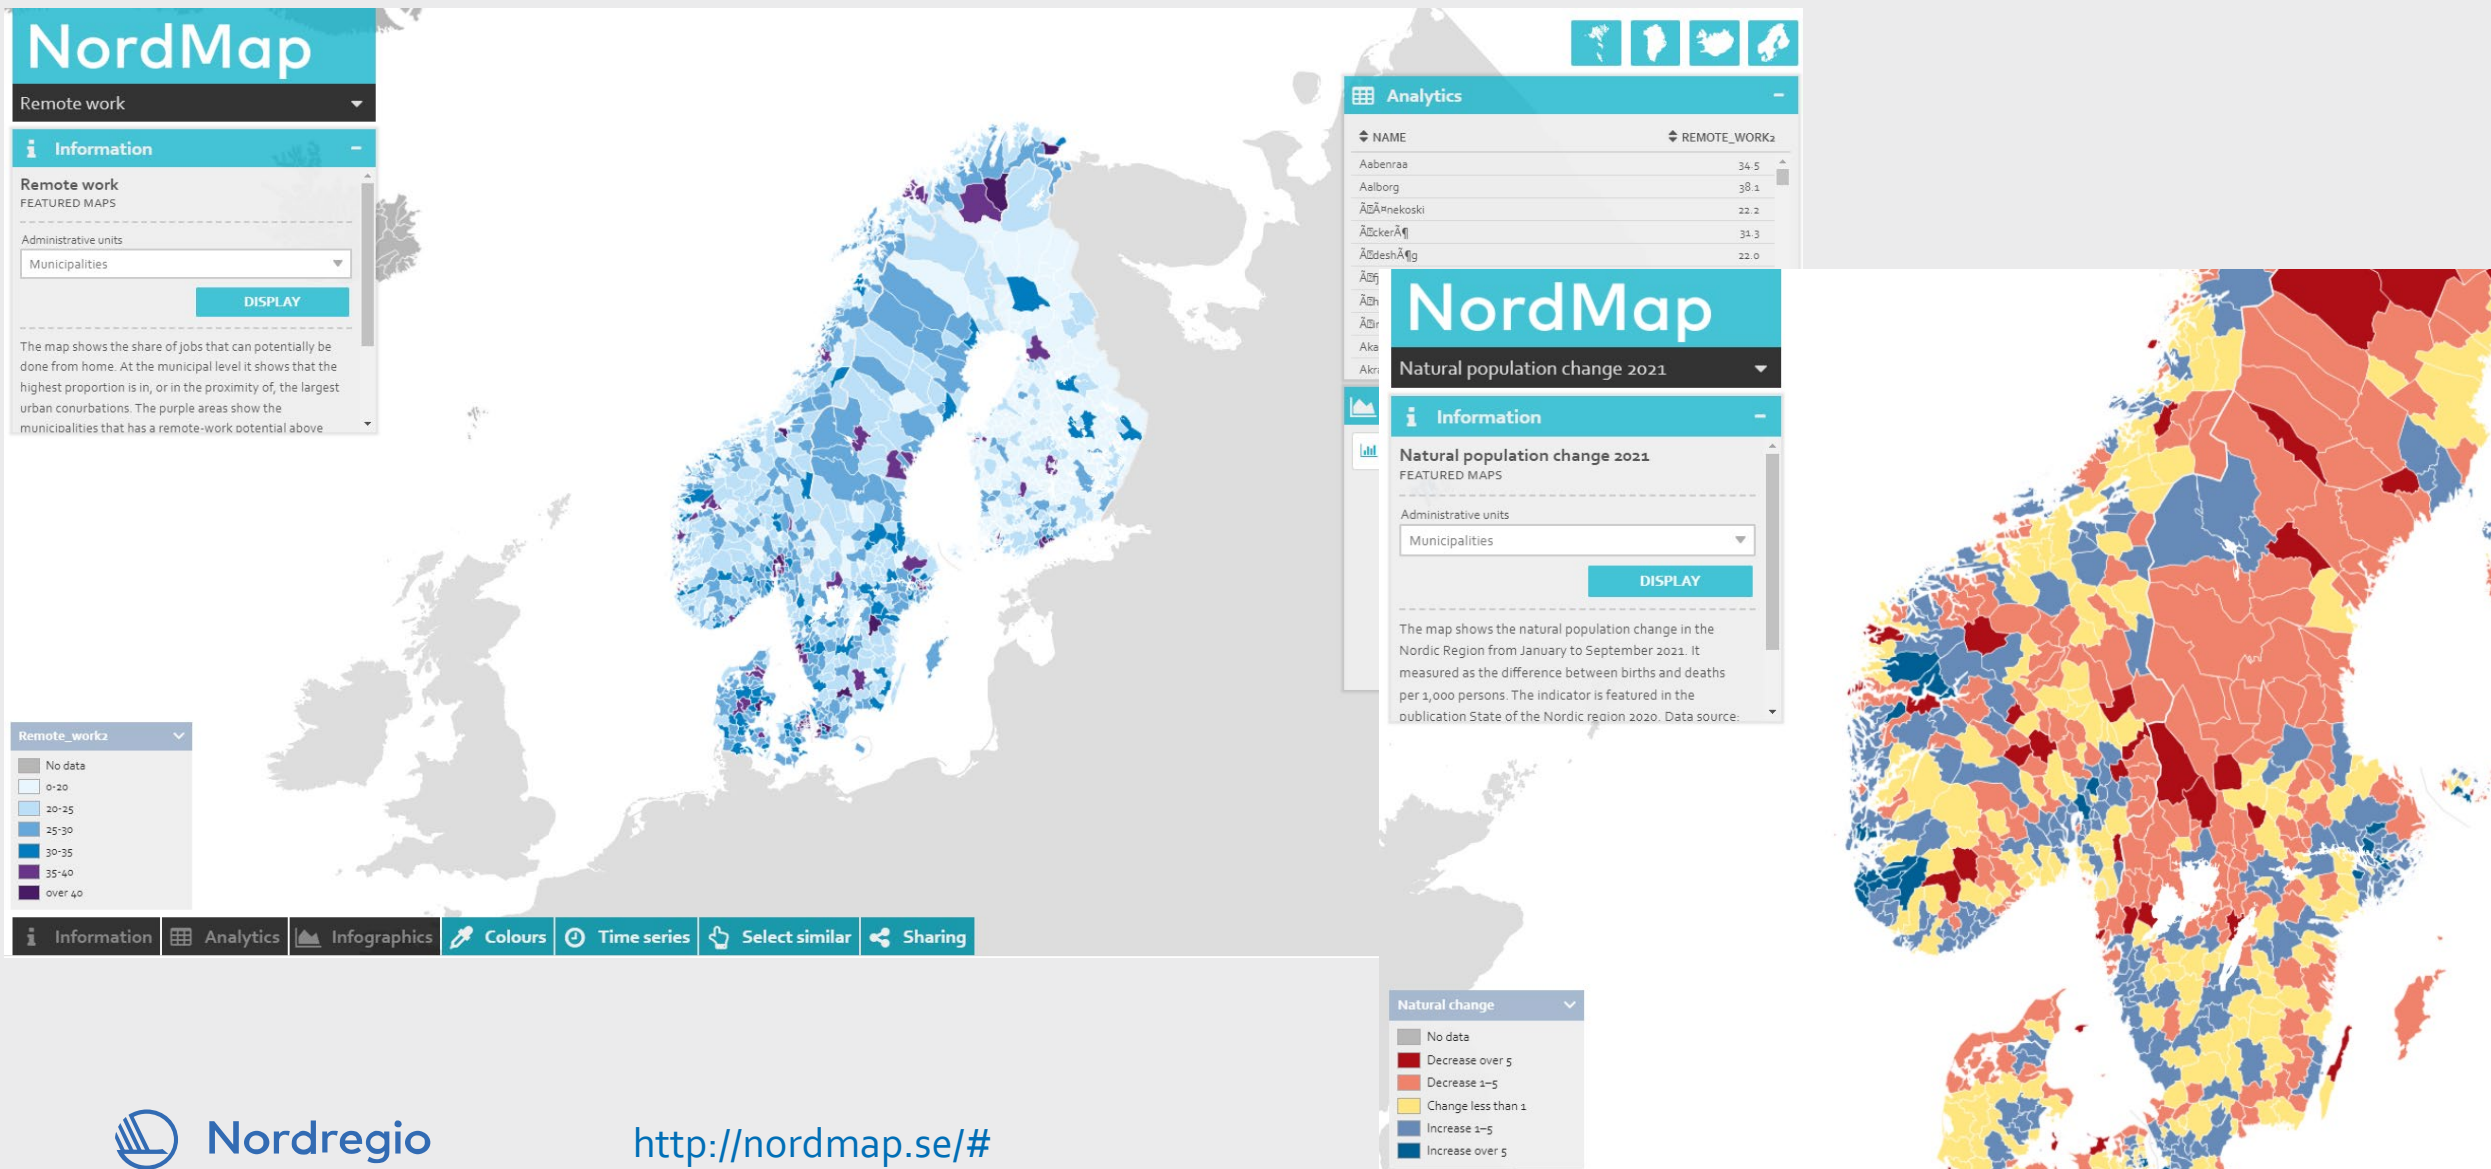 NordMap
Remote work
Information
Remote work
FEATURED MAPS
Administrative units
Municipalities
DISPLAY
The map shows the share of jobs that can potentially be
done from home. At the municipal level it shows that the
highest proportion is in, or in the proximity of, the largest
urban conurbations. The purple areas show the
municipalities that has a remote-work potential above
Remote_work2
No data
0-20
20-25
25-30
30-35
35-40
over 40
Information Analytics Infographics Colours Time series Select similar Sharing
Analytics
NAME REMOTE_WORK2
Aabenraa 34.5
Aalborg 38.1
22.2
31.3
22.0
Aka
Akr
NordMap
Natural population change 2021
Information
Natural population change 2021
FEATURED MAPS
Administrative units
Municipalities
DISPLAY
The map shows the natural population change in the
Nordic Region from January to September 2021. It
measured as the difference between births and deaths
per 1,000 persons. The indicator is featured in the
publication State of the Nordic region 2020. Data source:
Natural change
No data
Decrease over 5
Decrease 1–5
Change less than 1
Increase 1–5
Increase over 5
Nordregio
http://nordmap.se/#